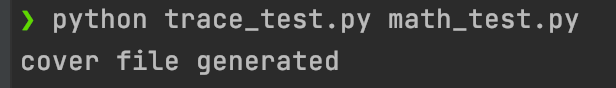 ❯ python trace_test.py math_test.py
cover file generated